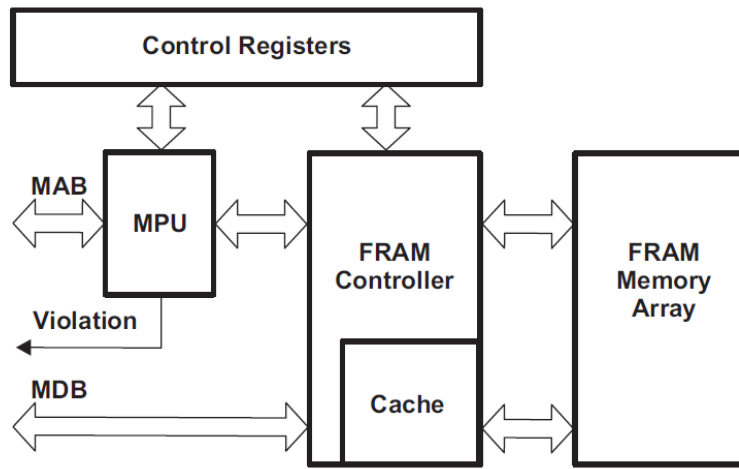 Control Registers
MAB
MPU
FRAM
Controller
FRAM
Memory
Array
Violation
MDB
Cache